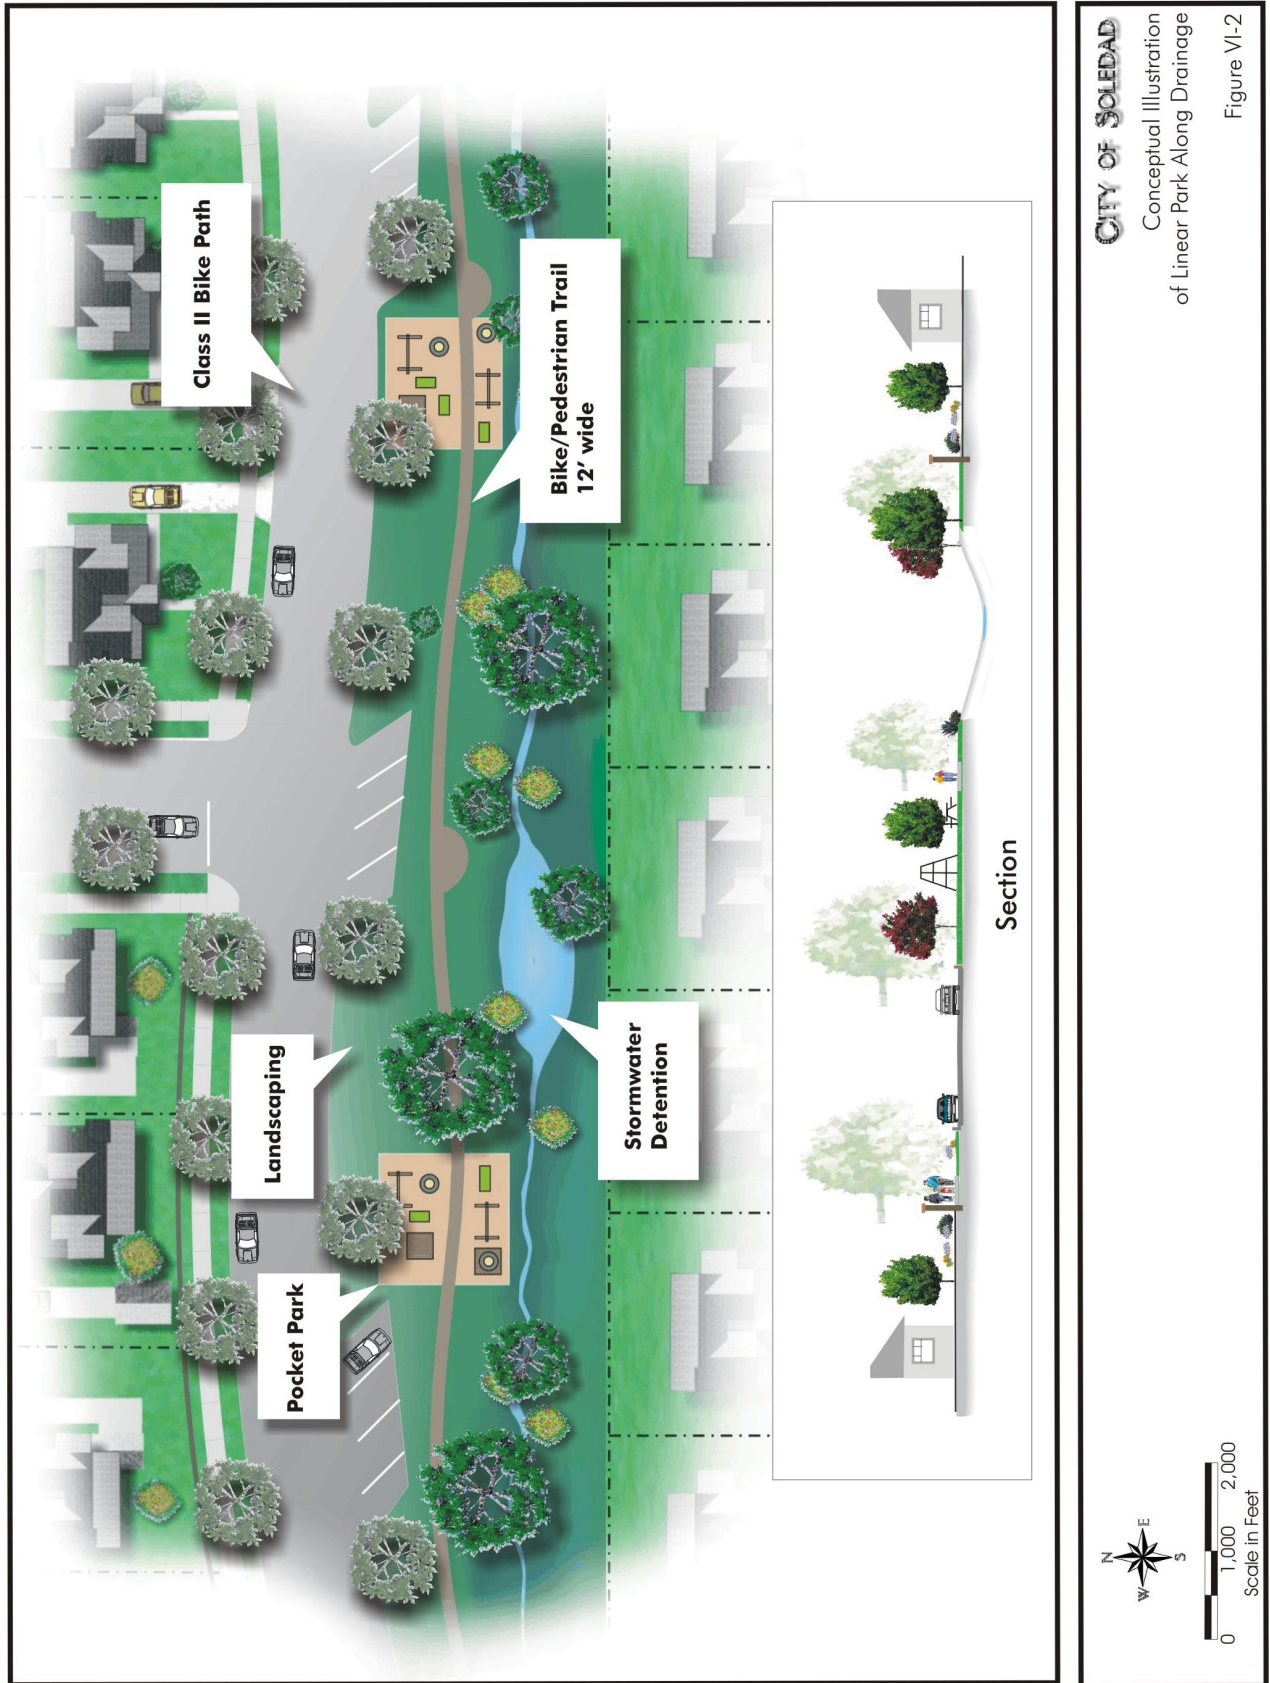 Class II Bike Path
Bike/Pedestrian Trail
12’ wide
Landscaping
Pocket Park
Stormwater
Detention
Section
N
W
E
S
0
1,000
2,000
Scale in Feet
CITY OF SOLEDAD
Conceptual Illustration
of Linear Park Along Drainage
Figure VI-2